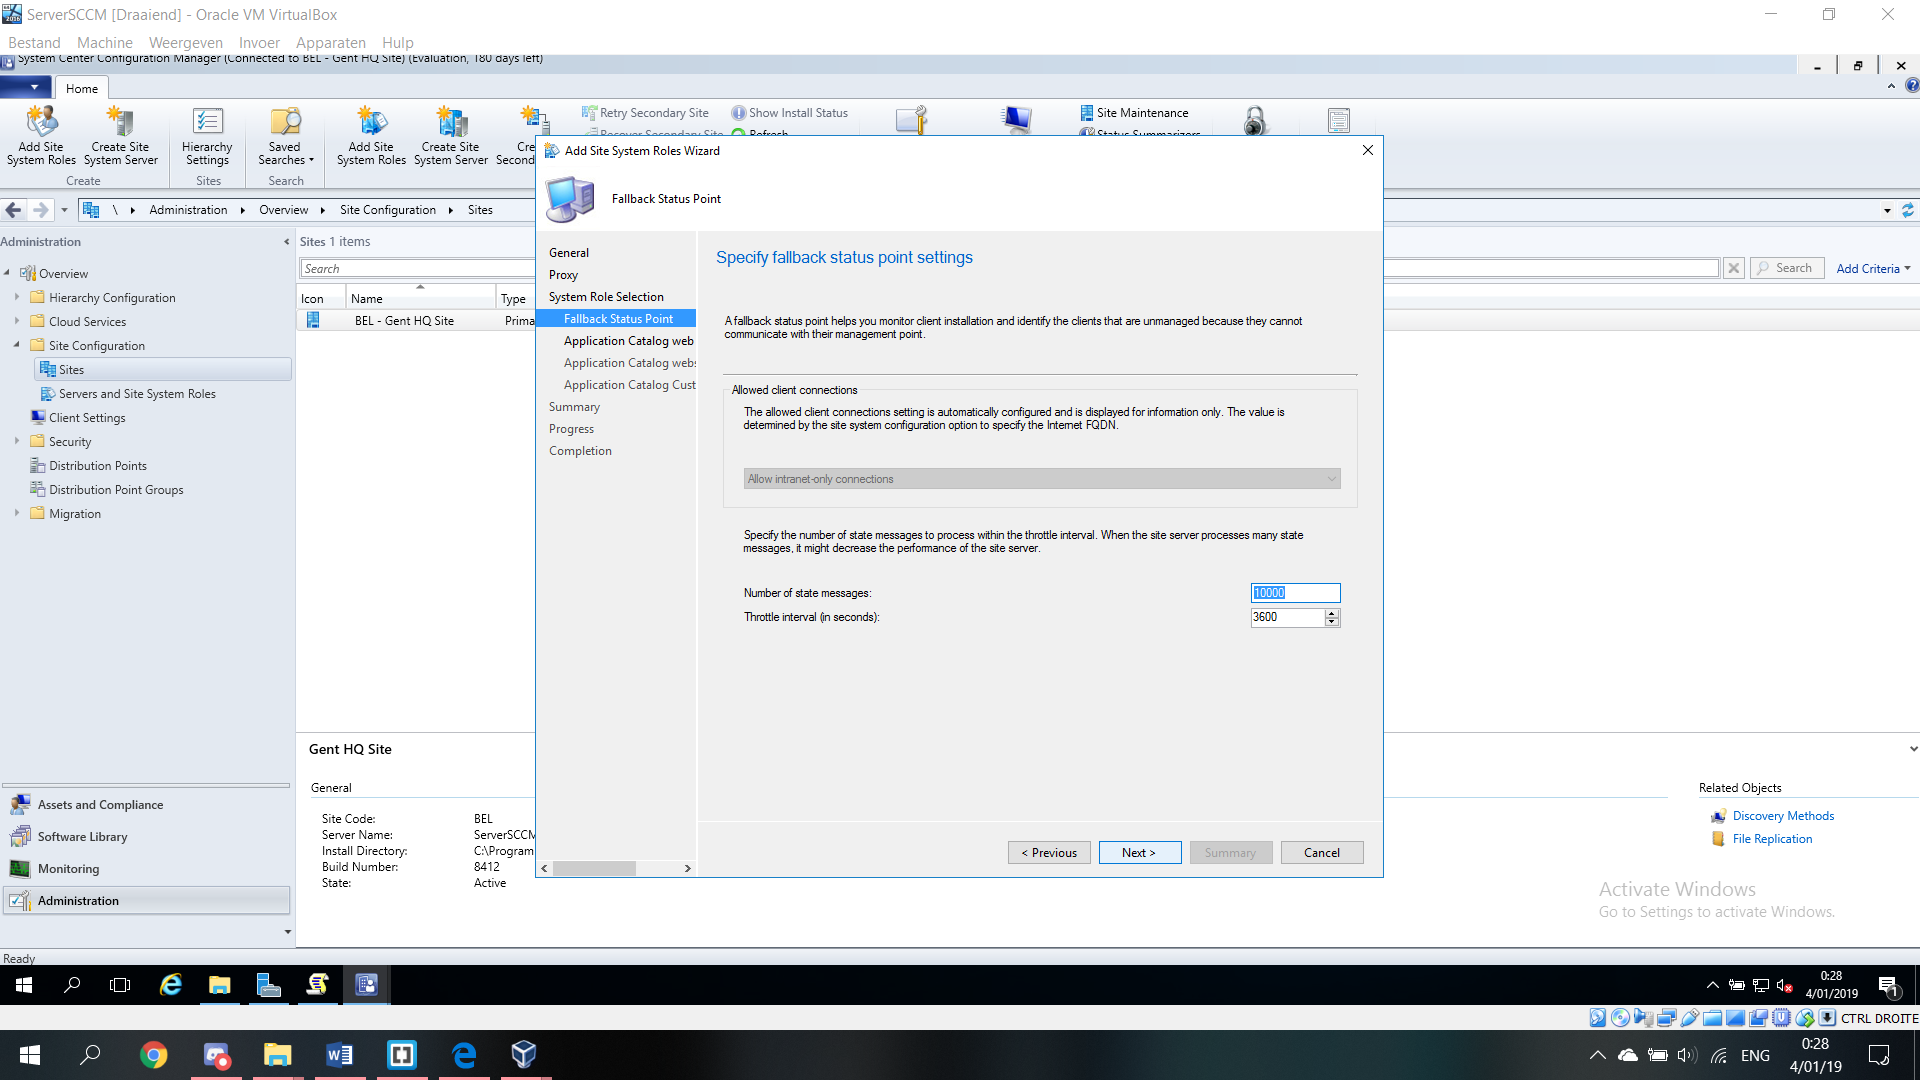 ServerSCCM [Draaiend] - Oracle VM VirtualBox
Bestand Machine Weergeven Invoer Apparaten Hulp
System Center Configuration Manager (Connected to BEL - Gent HQ Site) (Evaluation, 180 days left)
Home
Add Site System Roles
Create Site System Server
Create
Hierarchy Settings
Sites
Saved Searches
Search
Add Site System Roles
Create Site System Server
Cre
Second
Retry Secondary Site
Recover Secondary Site
Show Install Status
Refresh
Site Maintenance
Status Summarizers
\ Administration Overview Site Configuration Sites
Administration
Overview
Hierarchy Configuration
Cloud Services
Site Configuration
Sites
Servers and Site System Roles
Client Settings
Security
Distribution Points
Distribution Point Groups
Migration
Assets and Compliance
Software Library
Monitoring
Administration
Ready
Sites 1 items
Search
Search
Add Criteria
Icon Name Type
BEL - Gent HQ Site Prima
Add Site System Roles Wizard
Fallback Status Point
General
Proxy
System Role Selection
Fallback Status Point
Application Catalog web
Application Catalog webs
Application Catalog Cust
Summary
Progress
Completion
Specify fallback status point settings
A fallback status point helps you monitor client installation and identify the clients that are unmanaged because they cannot
communicate with their management point.
Allowed client connections
The allowed client connections setting is automatically configured and is displayed for information only. The value is
determined by the site system configuration option to specify the Internet FQDN.
Allow intranet-only connections
Specify the number of state messages to process within the throttle interval. When the site server processes many state
messages, it might decrease the performance of the site server.
Number of state messages: 10000
Throttle interval (in seconds): 3600
< Previous Next > Summary Cancel
Gent HQ Site
General
Site Code: BEL
Server Name: ServerSCCM
Install Directory: C:\Program
Build Number: 8412
State: Active
Related Objects
Discovery Methods
File Replication
Activate Windows
Go to Settings to activate Windows.
0:28
4/01/2019
1
CTRL DROITE
ENG
0:28
4/01/19